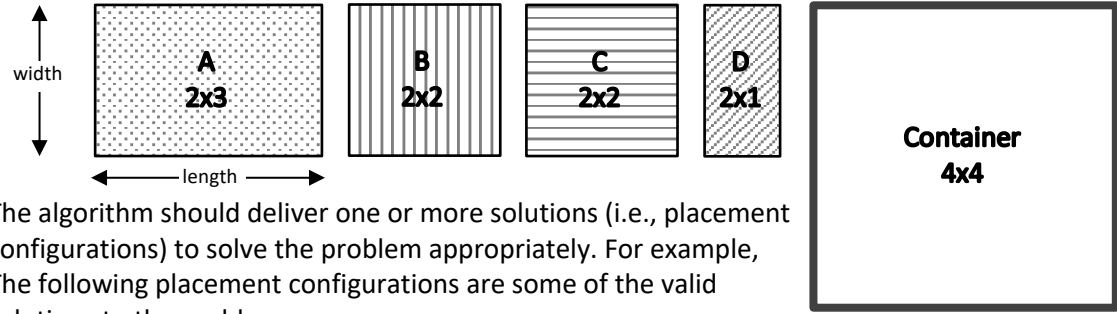 width
A
2x3
B
2x2
C
2x2
D
2x1
Container
4x4
length
he algorithm should deliver one or more solutions (i.e., placement
onfigurations) to solve the problem appropriately. For example,
he following placement configurations are some of the valid